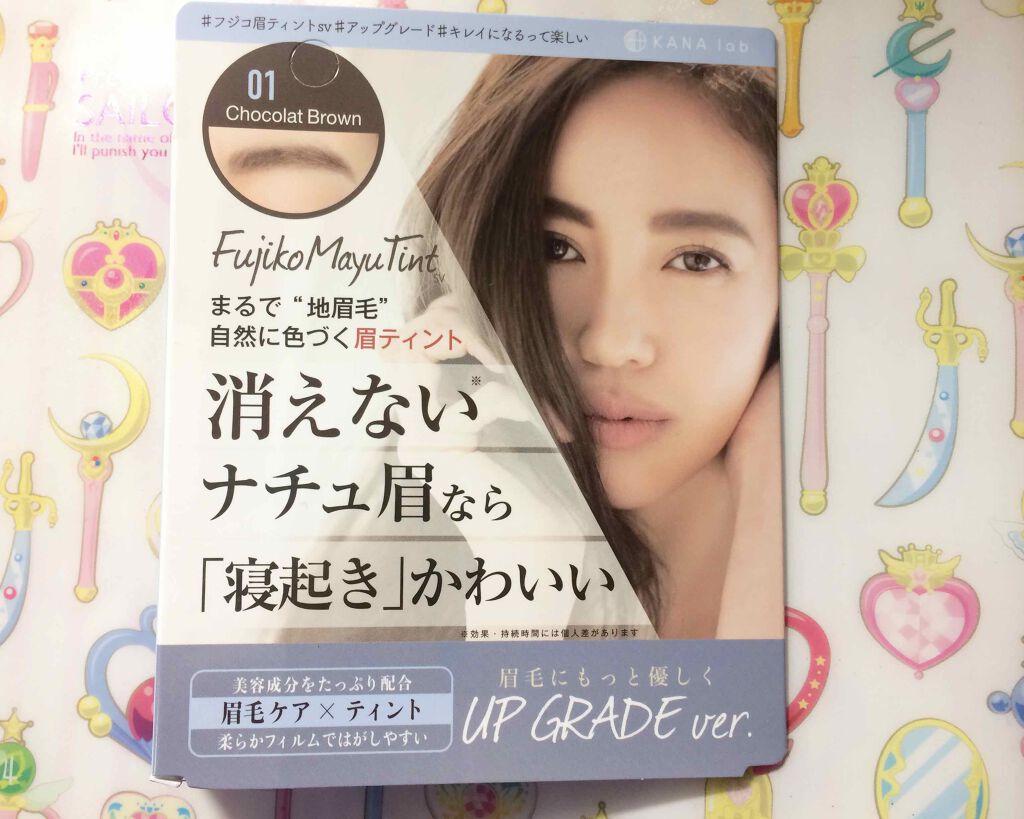 #フジコ眉ティントsv#アップグレード#キレイになるって楽しい
KANA lab
01
Chocolat Brown
SAILO
In the name of
I'll punish you
FujikoMayuTint
SV
まるで“地眉毛”
自然に色づく眉ティント
消えない※
ナチュ眉なら
「寝起き」かわいい
※効果・持続時間には個人差があります
美容成分をたっぷり配合
眉毛ケア×ティント
柔らかフィルムではがしやすい
眉毛にもっと優しく
UP GRADE ver.